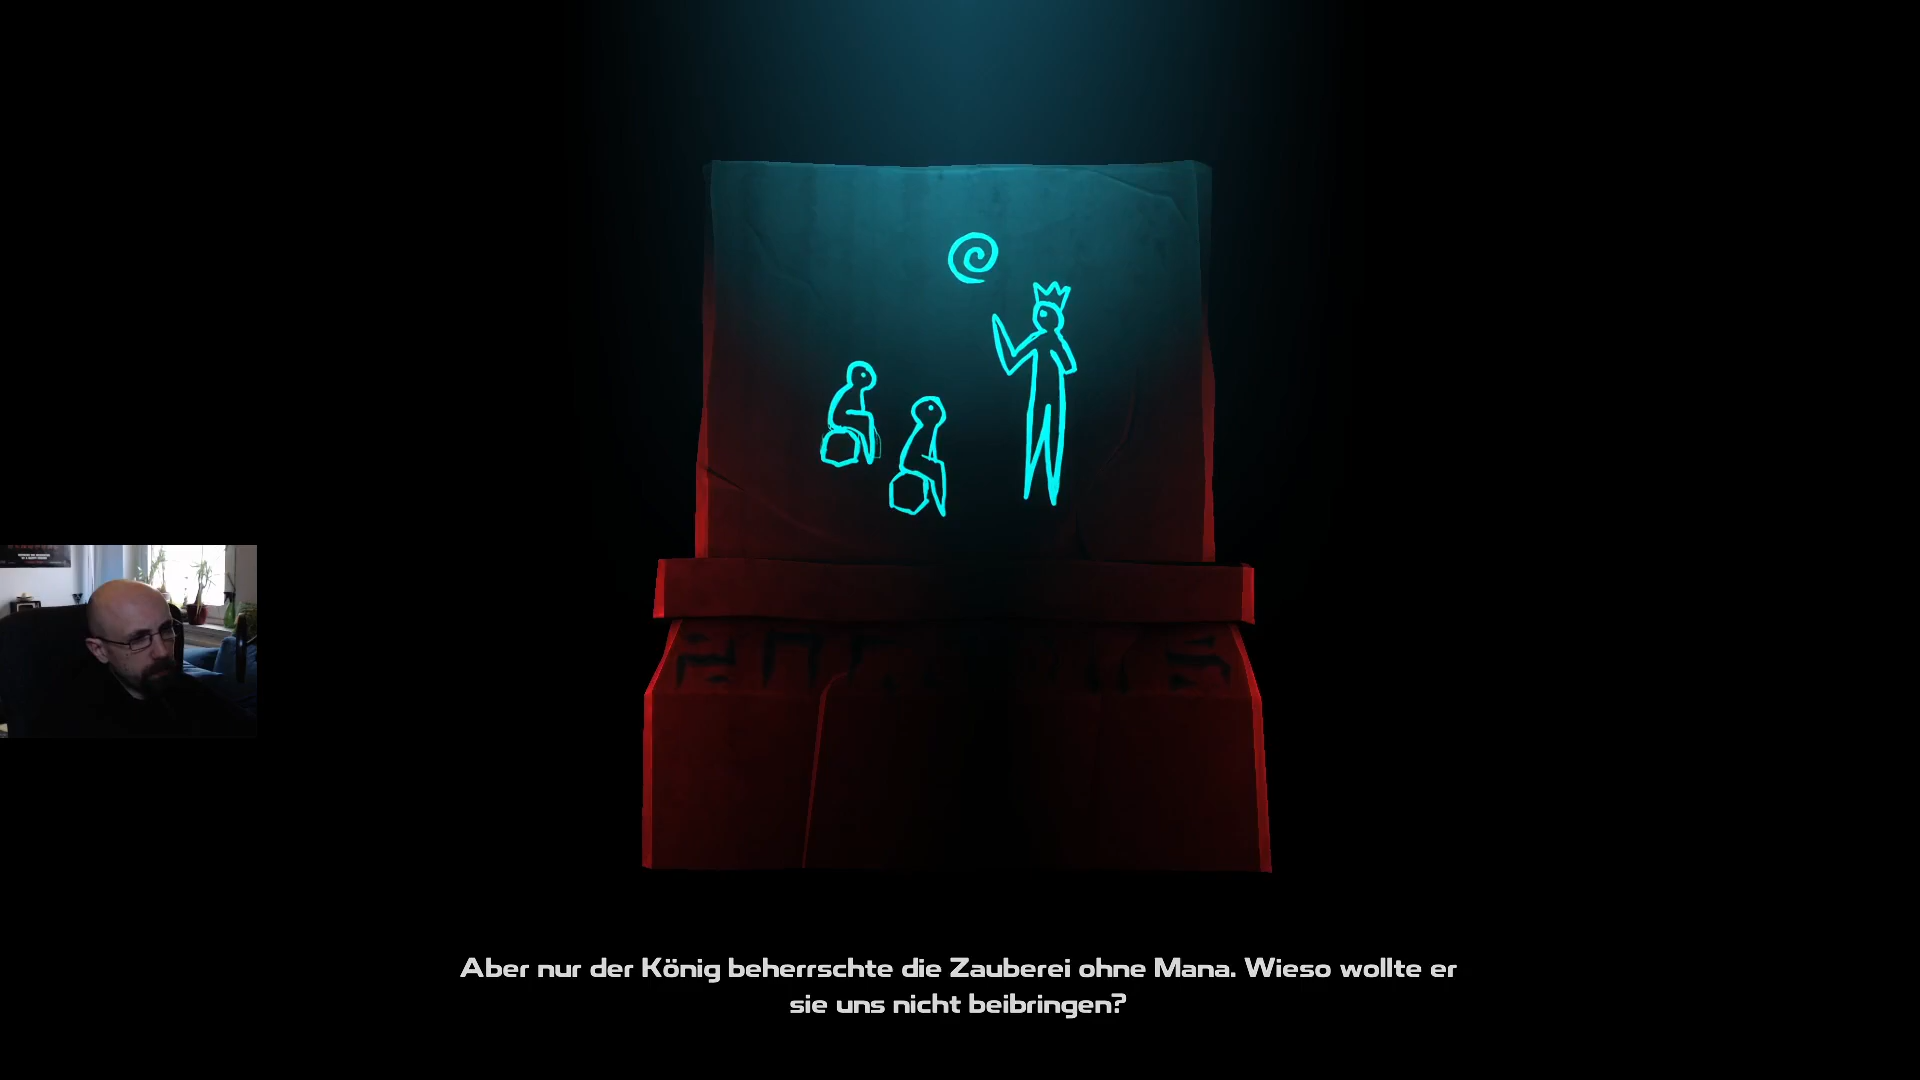 Aber nur der König beherrschte die Zauberei ohne Mana. Wieso wollte er
sie uns nicht beibringen?